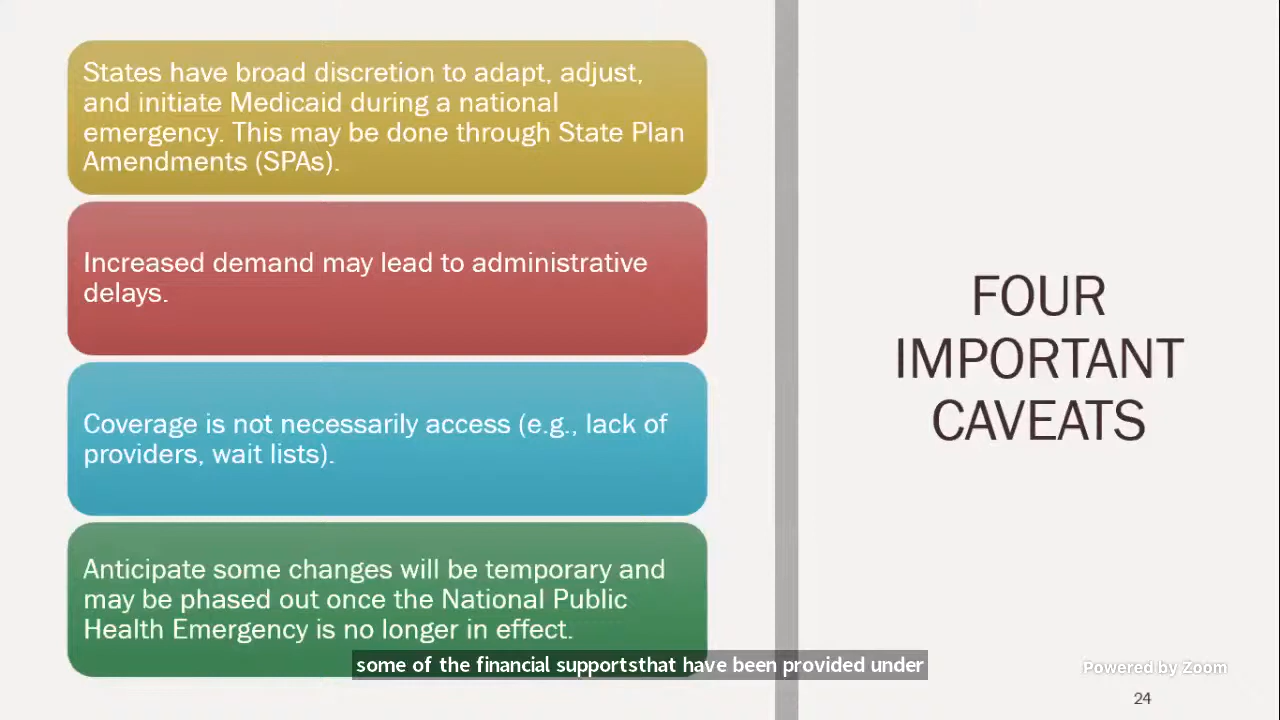 States have broad discretion to adapt, adjust,
and initiate Medicaid during a national
emergency. This may be done through State Plan
Amendments (SPAs).
Increased demand may lead to administrative
delays.
Coverage is not necessarily access (e.g., lack of
providers, wait lists).
Anticipate some changes will be temporary and
may be phased out once the National Public
Health Emergency is no longer in effect.
FOUR
IMPORTANT
CAVEATS
some of the financial supportsthat have been provided under
Powered by Zoom
24